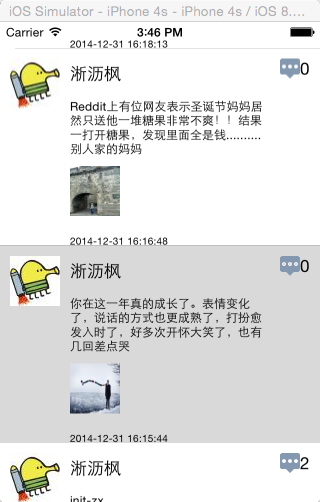 iOS Simulator - iPhone 4s - iPhone 4s / iOS 8....
Carrier 3:46 PM
2014-12-31 16:18:13
淅沥枫 0
Reddit上有位网友表示圣诞节妈妈居
然只送他一堆糖果非常不爽！！结果
一打开糖果，发现里面全是钱..........
别人家的妈妈
2014-12-31 16:16:48
淅沥枫 0
你在这一年真的成长了。表情变化
了，说话的方式也更成熟了，打扮愈
发入时了，好多次开怀大笑了，也有
几回差点哭
2014-12-31 16:15:44
淅沥枫 2
init-zx